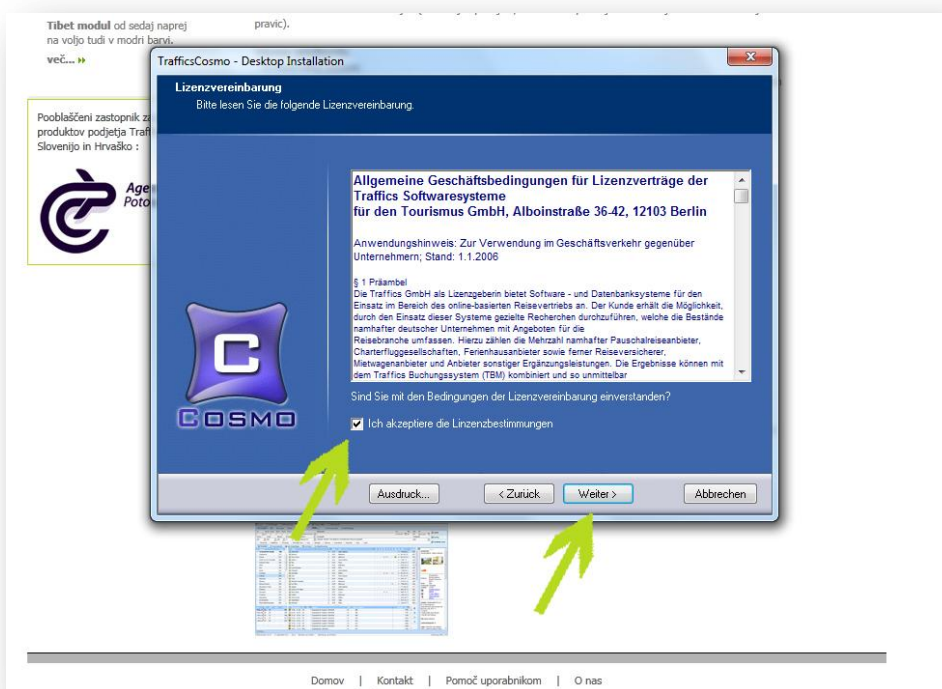 Tibet modul od sedaj naprej
na voljo tudi v modri barvi.
več...
pravic).
TrafficsCosmo - Desktop Installation
Lizenzvereinbarung
Bitte lesen Sie die folgende Lizenzvereinbarung.
Pooblaščeni zastopnik
produktov podjetja
Slovenijo in Hrvaško :
Allgemeine Geschäftsbedingungen für Lizenzverträge der
Traffics Softwaresysteme
für den Tourismus GmbH, Alboinstraße 36-42, 12103 Berlin
Anwendungshinweis: Zur Verwendung im Geschäftsverkehr gegenüber
Unternehmern; Stand: 1.1.2006
§ 1 Präambel
Die Traffics GmbH als Lizenzgeberin bietet Software - und Datenbanksysteme für den
Einsatz im Bereich des online-basierten Reisevertriebs an. Der Kunde erhält die Möglichkeit,
durch den Einsatz dieser Systeme gezielte Recherchen durchzuführen, welche die Bestände
namhafter deutscher Unternehmen mit Angeboten für die
Reisebranche umfassen. Hierzu zählen die Mehrzahl namhafter Pauschalreiseanbieter,
Charterfluggesellschaften, Ferienhausanbieter sowie ferner Reiseversicherer,
Mietwagenanbieter und Anbieter sonstiger Ergänzungsleistungen. Die Ergebnisse können mit
dem Traffics Buchungssystem (TBM) kombiniert und so unmittelbar
Sind Sie mit den Bedingungen der Lizenzvereinbarung einverstanden?
Ich akzeptiere die Linzenzbestimmungen
C
COSMO
Ausdruck...
< Zurück
Weiter >
Abbrechen
Domov | Kontakt | Pomoč uporabnikom | O nas